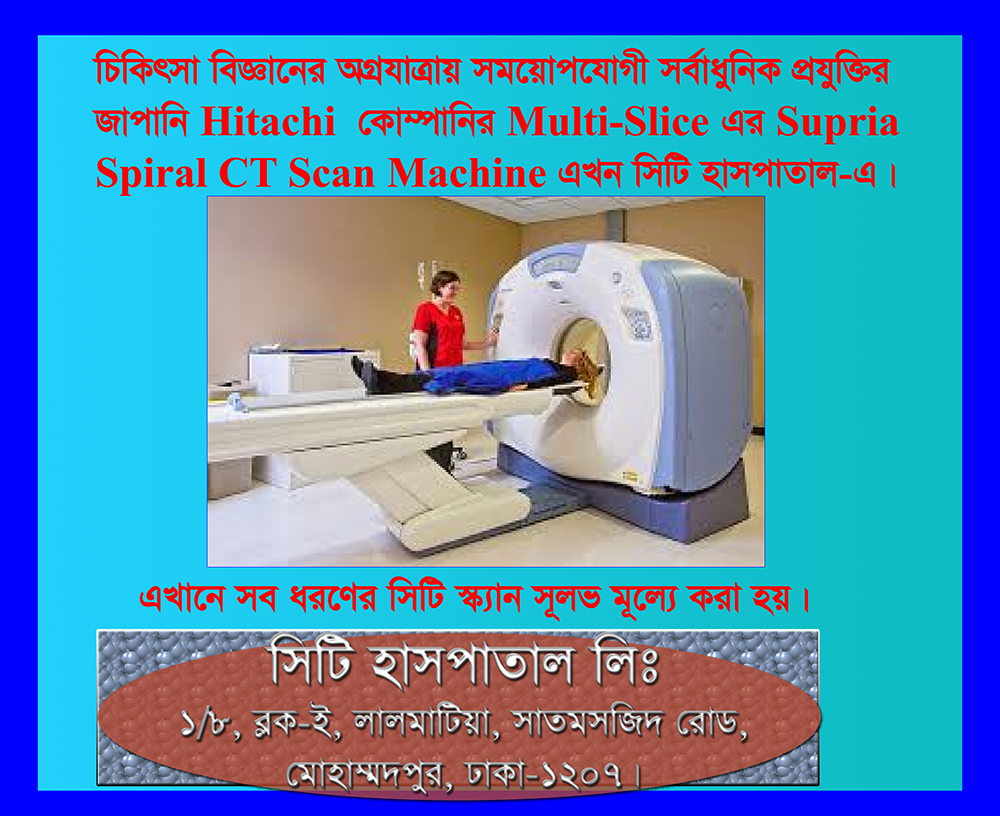 চিকিৎসা বিজ্ঞানের অগ্রযাত্রায় সময়োপযোগী সর্বাধুনিক প্রযুক্তির
জাপানি Hitachi কোম্পানির Multi-Slice এর Supria
Spiral CT Scan Machine এখন সিটি হাসপাতাল-এ।
এখানে সব ধরণের সিটি স্ক্যান সূলভ মূল্যে করা হয়।
সিটি হাসপাতাল লিঃ
১/৮, ব্লক-ই, লালমাটিয়া, সাতমসজিদ রোড,
মোহাম্মদপুর, ঢাকা-১২০৭।